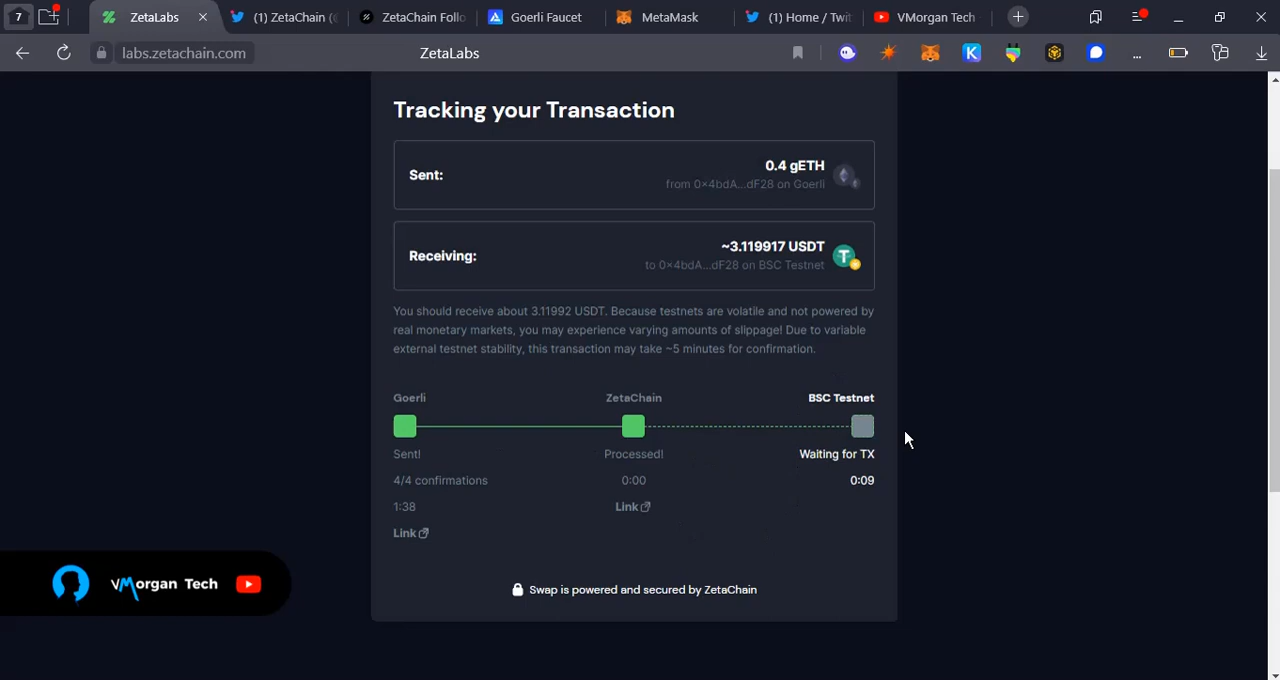 7
ZetaLabs
(1) ZetaChain (
ZetaChain Follo
Goerli Faucet
MetaMask
(1) Home / Twit
VMorgan Tech
labs.zetachain.com
ZetaLabs
Tracking your Transaction
Sent:
0.4 gETH
from 0×4bdA...dF28 on Goerli
Receiving:
~3.119917 USDT
to 0×4bdA...dF28 on BSC Testnet
You should receive about 3.11992 USDT. Because testnets are volatile and not powered by
real monetary markets, you may experience varying amounts of slippage! Due to variable
external testnet stability, this transaction may take ~5 minutes for confirmation.
Goerli
ZetaChain
BSC Testnet
Sent!
Processed!
Waiting for TX
4/4 confirmations
0:00
0:09
1:38
Link
Link
VMorgan Tech
Swap is powered and secured by ZetaChain